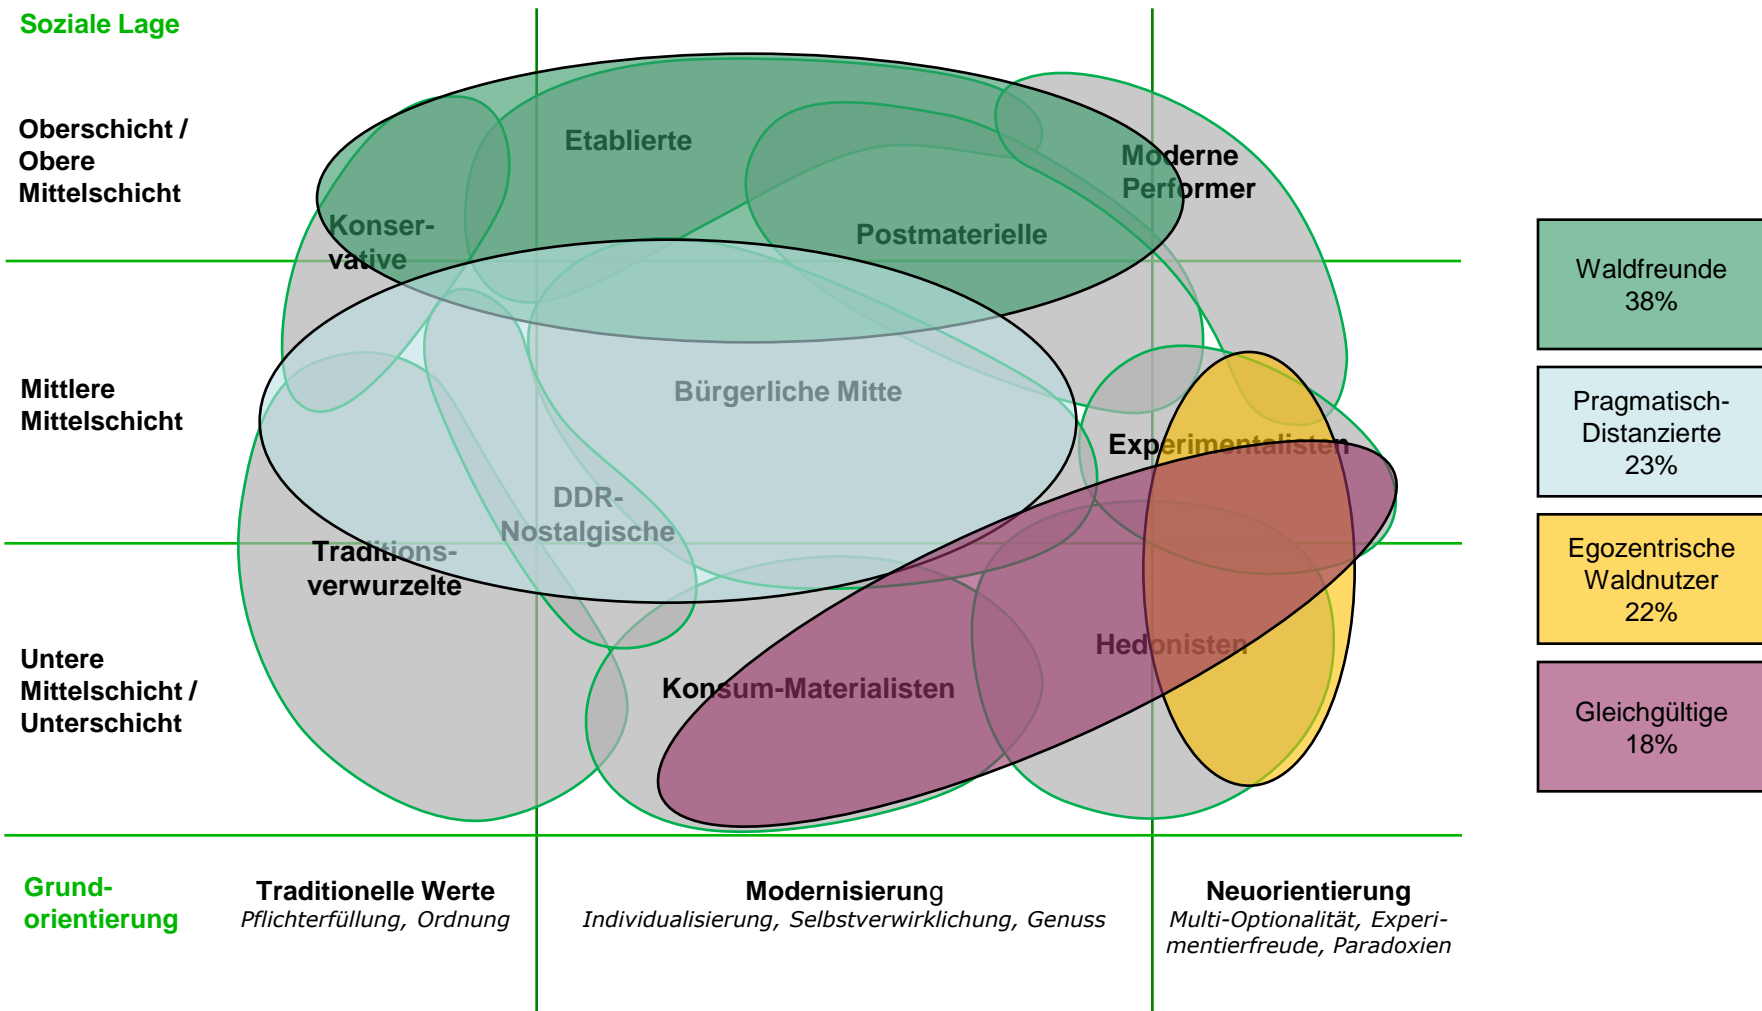 Soziale Lage
Oberschicht /
Obere
Mittelschicht
Etablierte
Moderne
Performer
Konser-
vative
Postmaterielle
Mittlere
Mittelschicht
Bürgerliche Mitte
Experimentalisten
DDR-
Nostalgische
Traditions-
verwurzelte
Untere
Mittelschicht /
Unterschicht
Hedonisten
Konsum-Materialisten
Waldfreunde
38%
Pragmatisch-
Distanzierte
23%
Egozentrische
Waldnutzer
22%
Gleichgültige
18%
Grund-
orientierung
Traditionelle Werte
Pflichterfüllung, Ordnung
Modernisierung
Individualisierung, Selbstverwirklichung, Genuss
Neuorientierung
Multi-Optionalität, Experi-
mentierfreude, Paradoxien